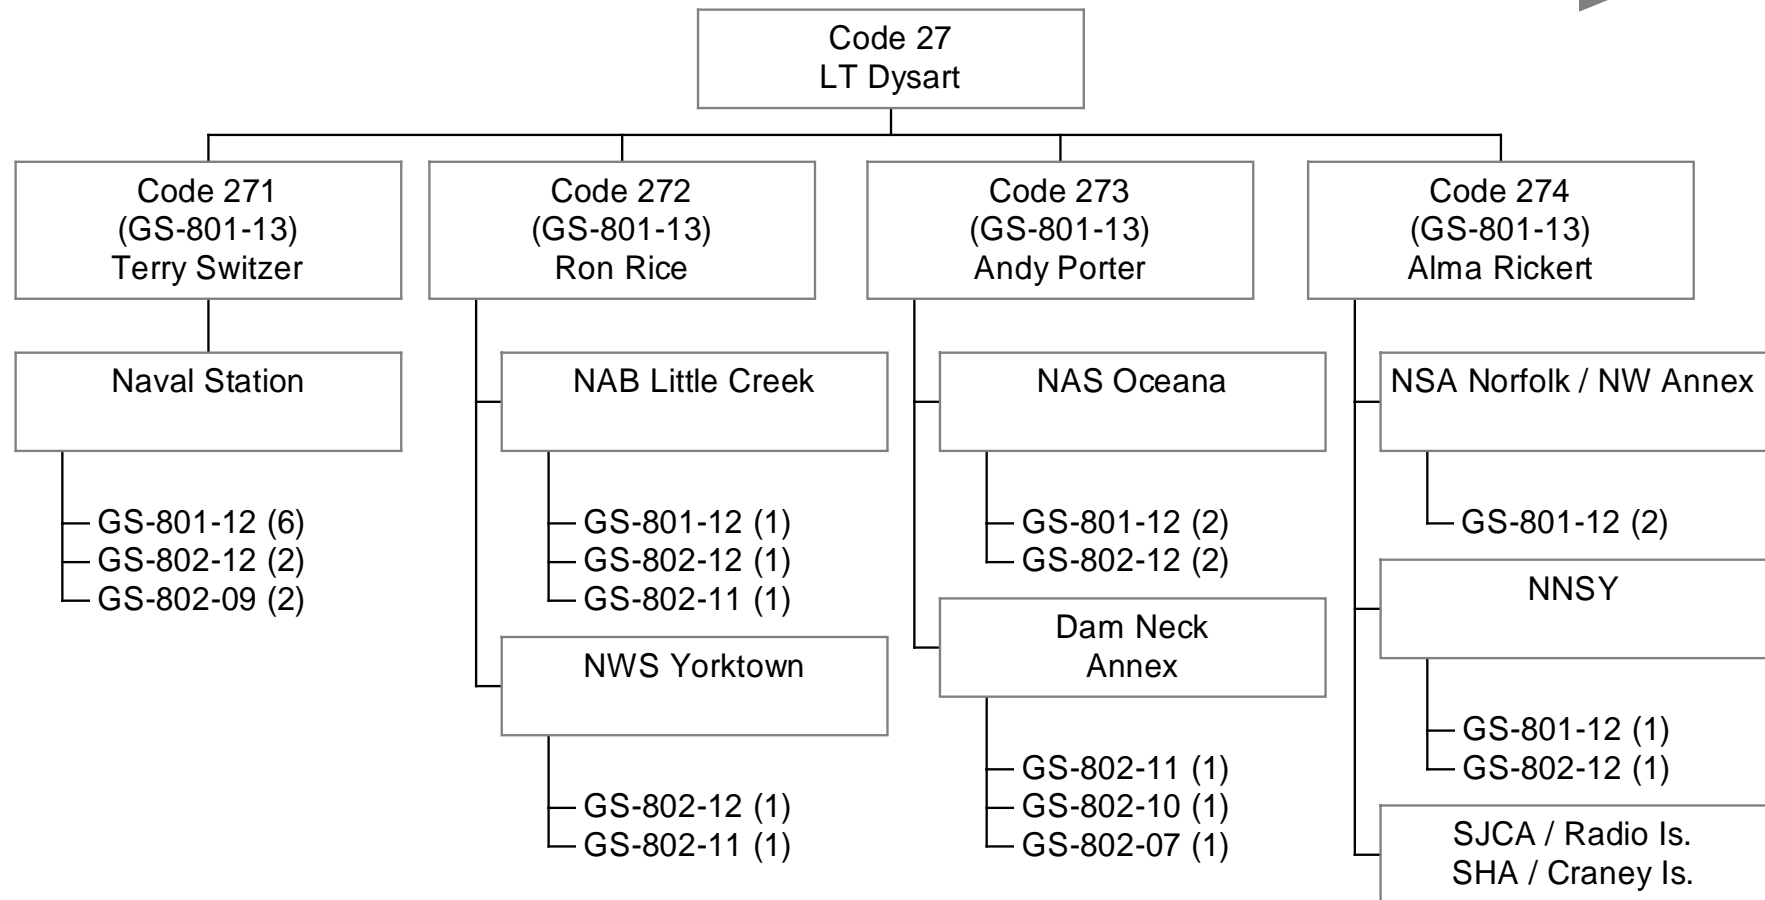 Code 27
LT Dysart
Code 271
(GS-801-13)
Terry Switzer
Naval Station
GS-801-12 (6)
GS-802-12 (2)
GS-802-09 (2)
Code 272
(GS-801-13)
Ron Rice
NAB Little Creek
GS-801-12 (1)
GS-802-12 (1)
GS-802-11 (1)
NWS Yorktown
GS-802-12 (1)
GS-802-11 (1)
Code 273
(GS-801-13)
Andy Porter
NAS Oceana
GS-801-12 (2)
GS-802-12 (2)
Dam Neck
Annex
GS-802-11 (1)
GS-802-10 (1)
GS-802-07 (1)
Code 274
(GS-801-13)
Alma Rickert
NSA Norfolk / NW Annex
GS-801-12 (2)
NNSY
GS-801-12 (1)
GS-802-12 (1)
SJCA / Radio Is.
SHA / Craney Is.